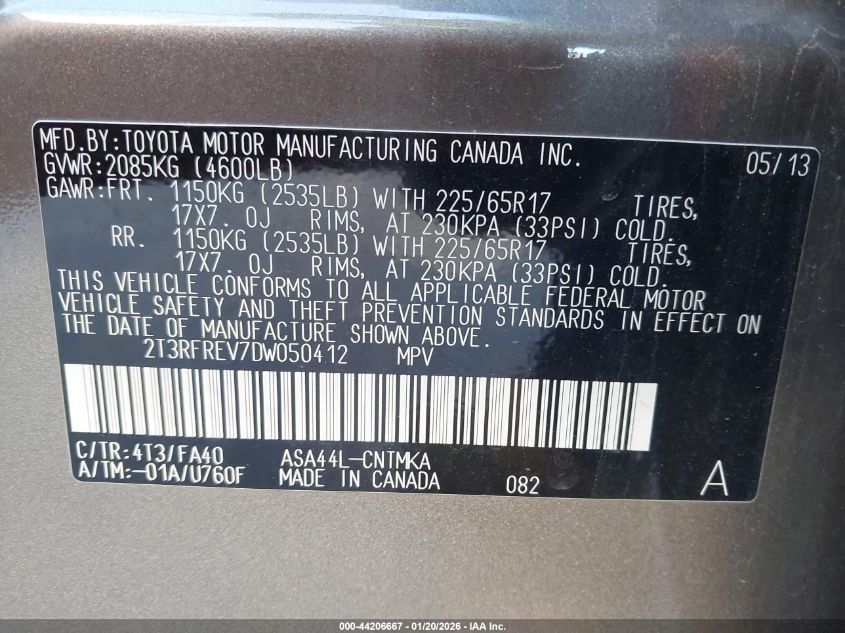 MFD.BY:TOYOTA MOTOR MANUFACTURING CANADA INC. 05/13
GVWR:2085KG (4600LB)
GAWR:FRT. 1150KG (2535LB) WITH 225/65R17 TIRES,
17X7. 0J RIMS, AT 230KPA (33PSI) COLD.
RR. 1150KG (2535LB) WITH 225/65R17 TIRES,
17X7. 0J RIMS, AT 230KPA (33PSI) COLD.
THIS VEHICLE CONFORMS TO ALL APPLICABLE FEDERAL MOTOR
VEHICLE SAFETY AND THEFT PREVENTION STANDARDS IN EFFECT ON
THE DATE OF MANUFACTURE SHOWN ABOVE.
2T3RFREV7DW050412 MPV
C/TR:4T3/FA40 ASA44L-CNTMKA
A/TM:-01A/U760F MADE IN CANADA 082 A
000-44206667 - 01/20/2026 - IAA Inc.